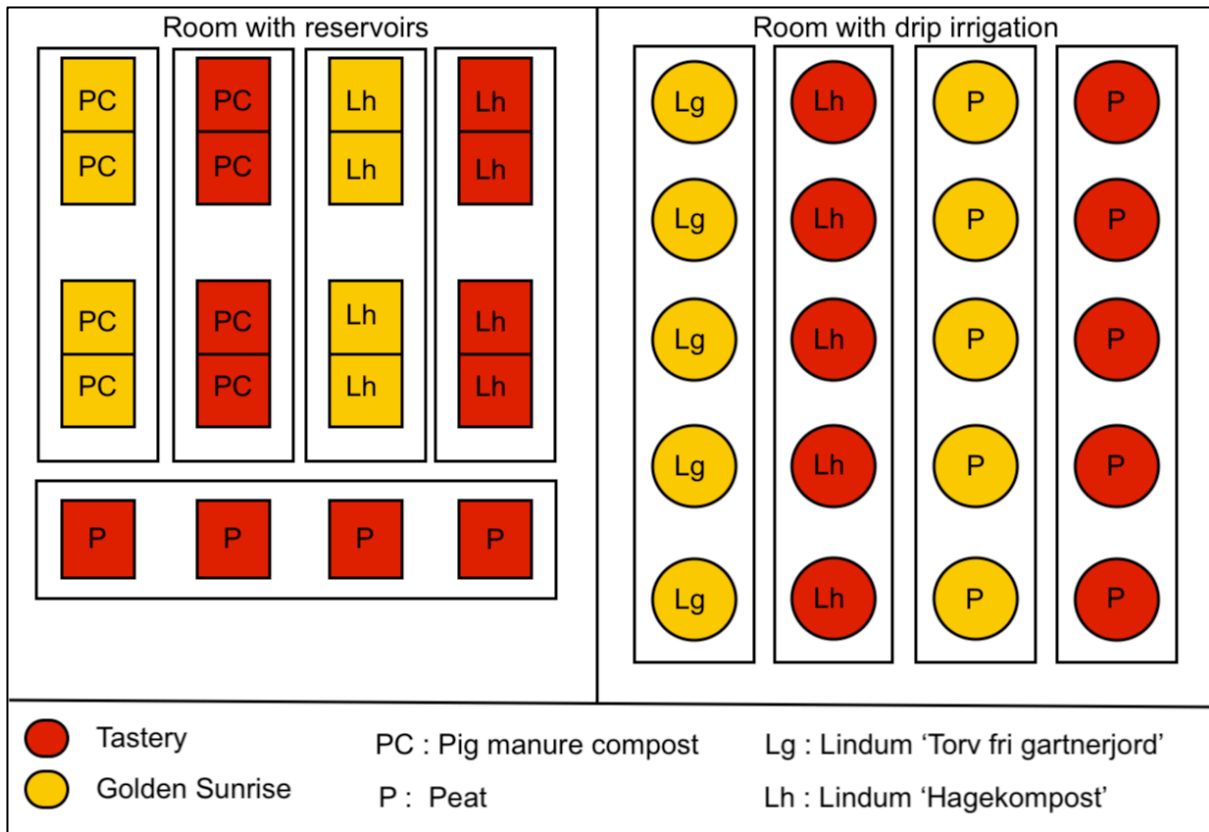 Room with reservoirs
PC PC Lh Lh
PC PC Lh Lh
PC PC Lh Lh
PC PC Lh Lh
P P P P
Room with drip irrigation
Lg Lh P P
Lg Lh P P
Lg Lh P P
Lg Lh P P
Lg Lh P P
Tastery
Golden Sunrise
PC : Pig manure compost
P : Peat
Lg : Lindum ‘Torv fri gartnerjord’
Lh : Lindum ‘Hagekompost’